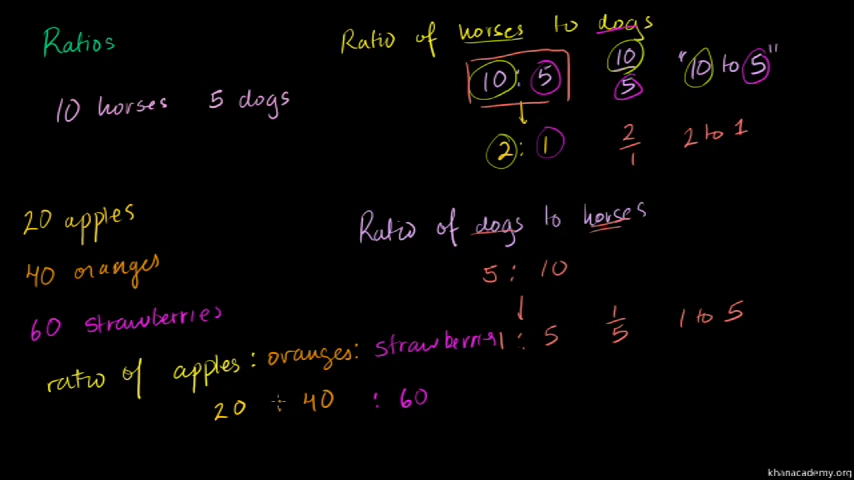 Ratios
10 horses 5 dogs
Ratio of horses to dogs
10 : 5 10/5 "10 to 5"
2 : 1 2/1 2 to 1
20 apples
40 oranges
60 strawberries
Ratio of dogs to horses
5 : 10
1 : 5 1/5 1 to 5
ratio of apples : oranges : strawberries
20 : 40 : 60
khanacademy.org